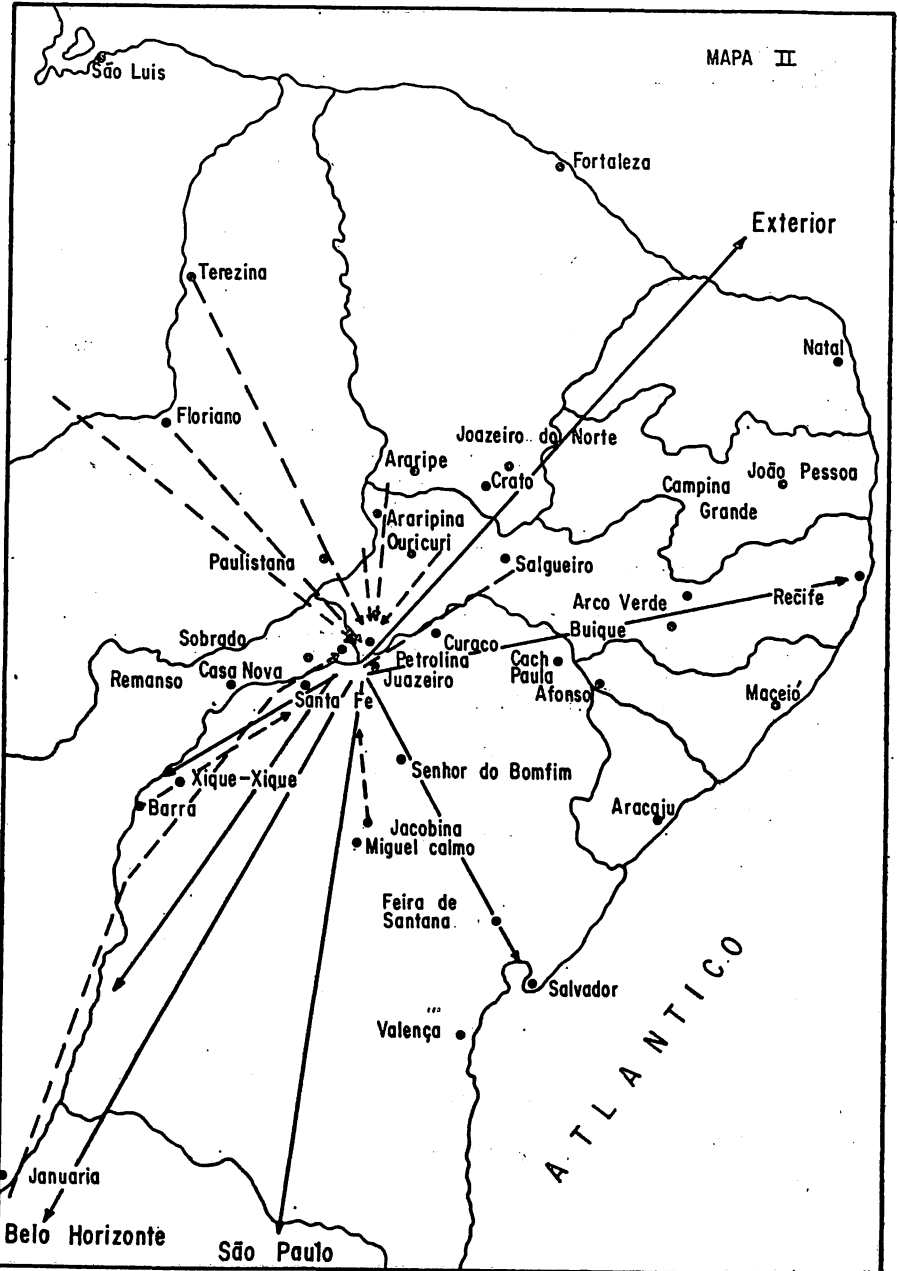 MAPA II
São Luis
Fortaleza
Exterior
Terezina
Natal
Floriano
Joazeiro do Norte
Araripe
Crato
João Pessoa
Campina
Grande
Araripina
Ouricuri
Paulistana
Salgueiro
Arco Verde
Recife
Buique
Sobrado
Curaco
Casa Nova
Petrolina
Cach
Remanso
Juazeiro
Paula
Afonso
Maceió
Santa Fe
Senhor do Bomfim
Xique-Xique
Barra
Aracaju
Jacobina
Miguel calmo
Feira de
Santana
Salvador
Valença
ATLANTICO
Januaria
Belo Horizonte
São Paulo